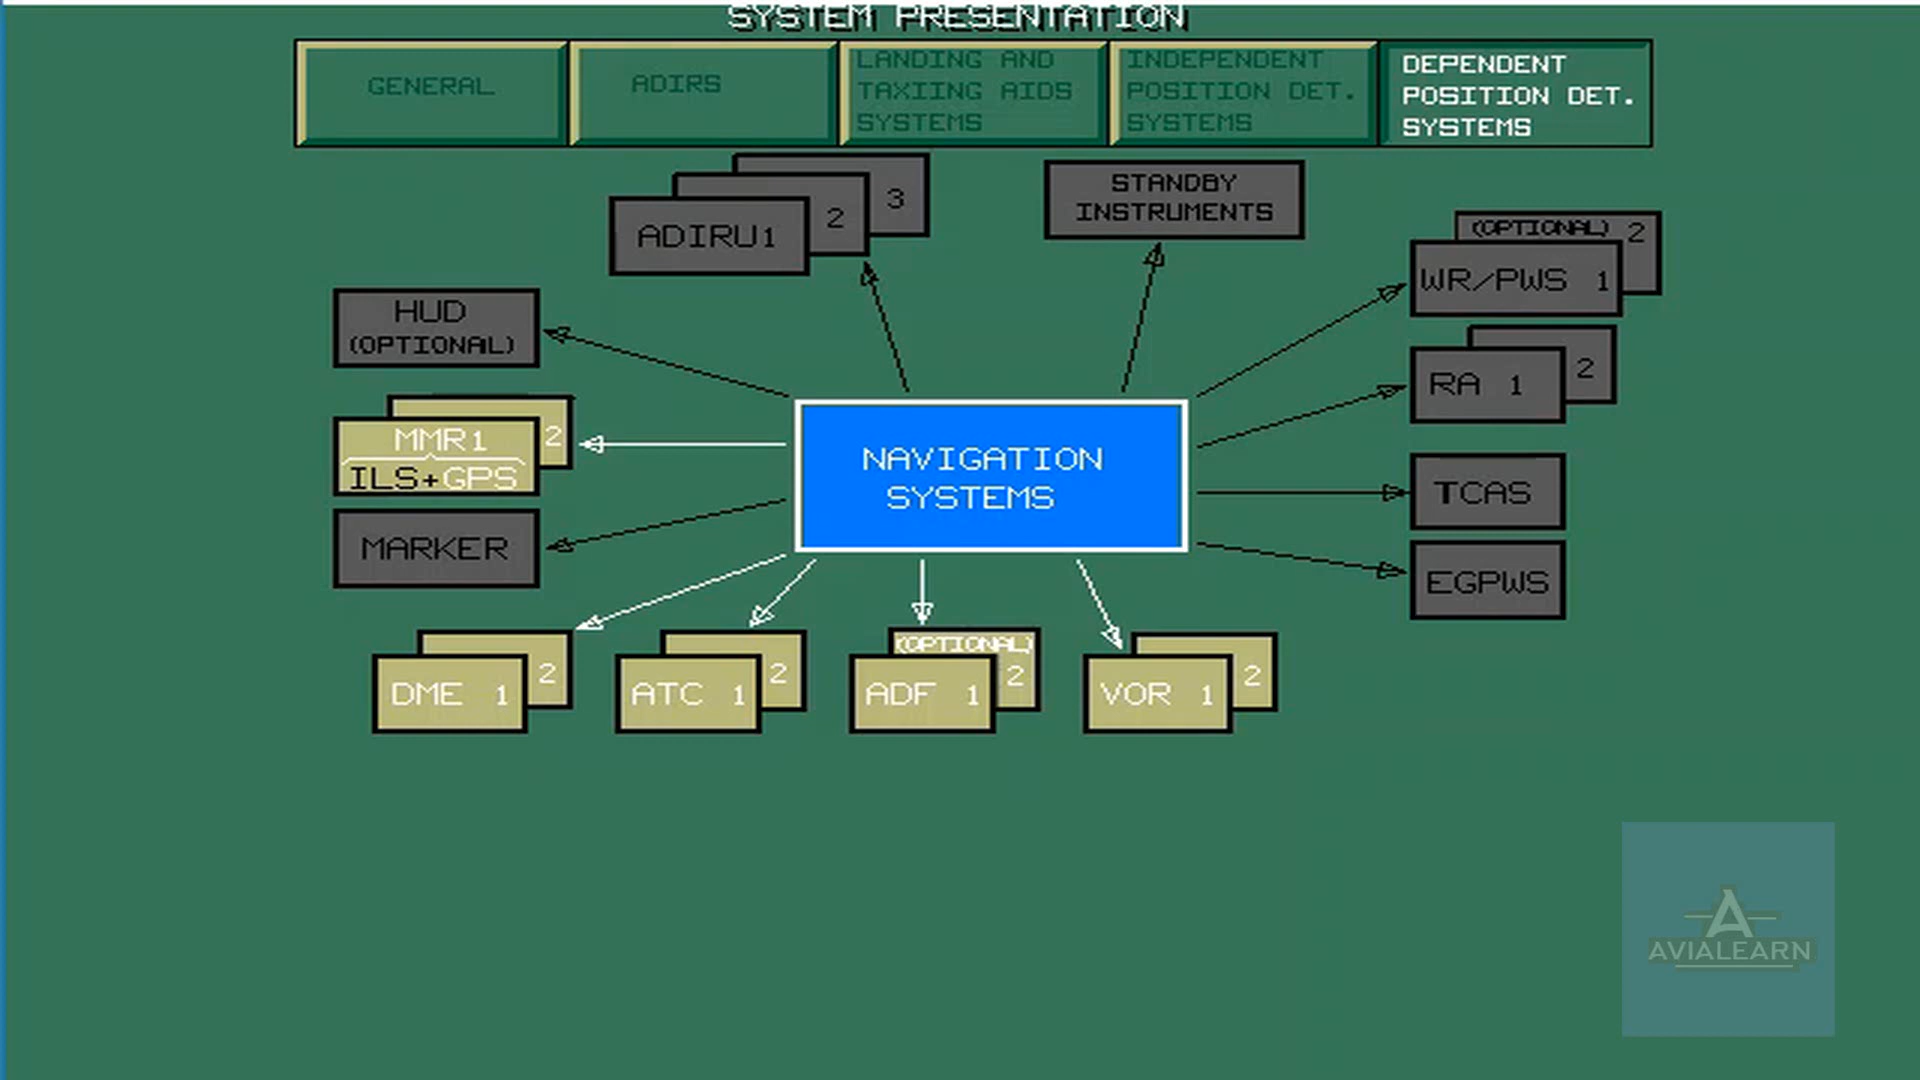 SYSTEM PRESENTATION
GENERAL
ADIRS
LANDING AND
TAXIING AIDS
SYSTEMS
INDEPENDENT
POSITION DET.
SYSTEMS
DEPENDENT
POSITION DET.
SYSTEMS
3
2
ADIRU1
STANDBY
INSTRUMENTS
(OPTIONAL) 2
WR/PWS 1
HUD
(OPTIONAL)
RA 1
2
MMR1
2
ILS+GPS
NAVIGATION
SYSTEMS
TCAS
MARKER
EGPWS
DME 1
2
ATC 1
2
(OPTIONAL)
ADF 1
2
VOR 1
2
A
AVIALEARN